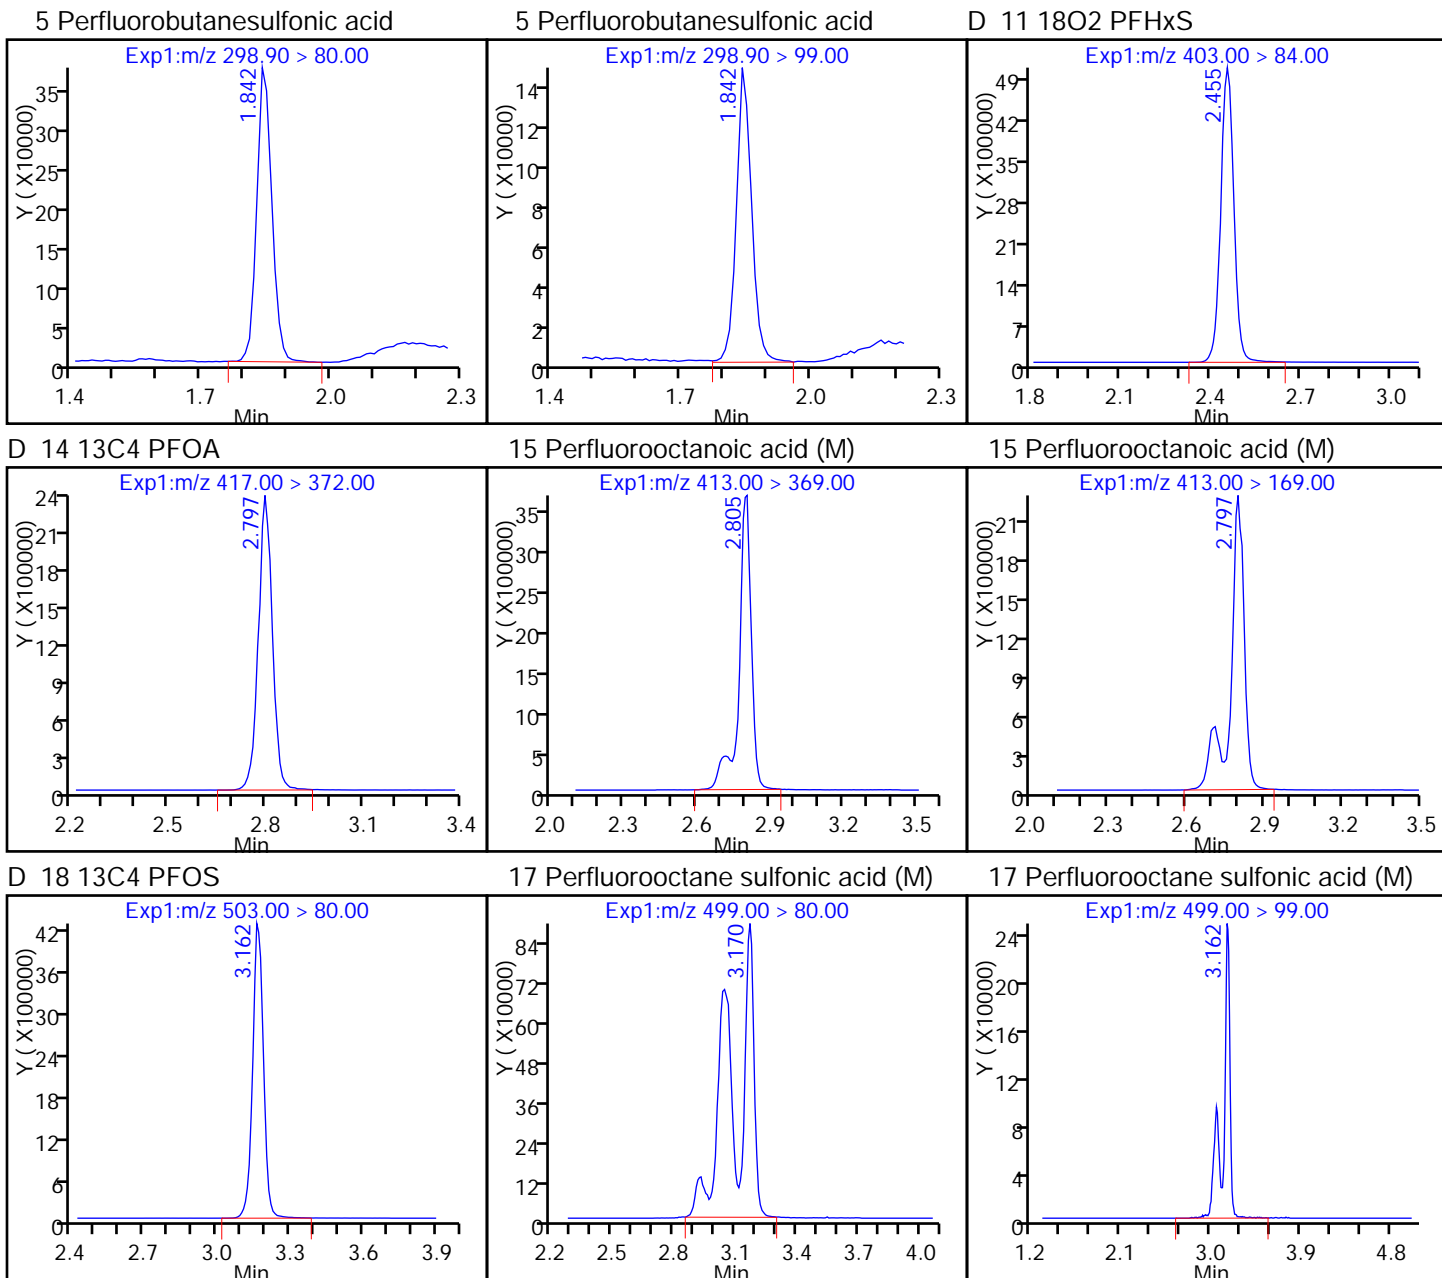 5 Perfluorobutanesulfonic acid
Exp1:m/z 298.90 > 80.00
1.842
Y ( X100000)
35
30
25
20
15
10
5
0
1.4 1.7 2.0 2.3
Min
5 Perfluorobutanesulfonic acid
Exp1:m/z 298.90 > 99.00
1.842
Y ( X100000)
14
12
10
8
6
4
2
0
1.4 1.7 2.0 2.3
Min
D 11 18O2 PFHxS
Exp1:m/z 403.00 > 84.00
2.455
Y ( X100000)
49
42
35
28
21
14
7
0
1.8 2.1 2.4 2.7 3.0
Min
D 14 13C4 PFOA
Exp1:m/z 417.00 > 372.00
2.797
Y ( X100000)
24
21
18
15
12
9
6
3
0
2.2 2.5 2.8 3.1 3.4
Min
15 Perfluorooctanoic acid (M)
Exp1:m/z 413.00 > 369.00
2.805
Y ( X100000)
35
30
25
20
15
10
5
0
2.0 2.3 2.6 2.9 3.2 3.5
Min
15 Perfluorooctanoic acid (M)
Exp1:m/z 413.00 > 169.00
2.797
Y ( X100000)
21
18
15
12
9
6
3
0
2.0 2.3 2.6 2.9 3.2 3.5
Min
D 18 13C4 PFOS
Exp1:m/z 503.00 > 80.00
3.162
Y ( X100000)
42
36
30
24
18
12
6
0
2.4 2.7 3.0 3.3 3.6 3.9
Min
17 Perfluorooctane sulfonic acid (M)
Exp1:m/z 499.00 > 80.00
3.170
Y ( X10000)
84
72
60
48
36
24
12
0
2.2 2.5 2.8 3.1 3.4 3.7 4.0
Min
17 Perfluorooctane sulfonic acid (M)
Exp1:m/z 499.00 > 99.00
3.162
Y ( X10000)
24
20
16
12
8
4
0
1.2 2.1 3.0 3.9 4.8
Min